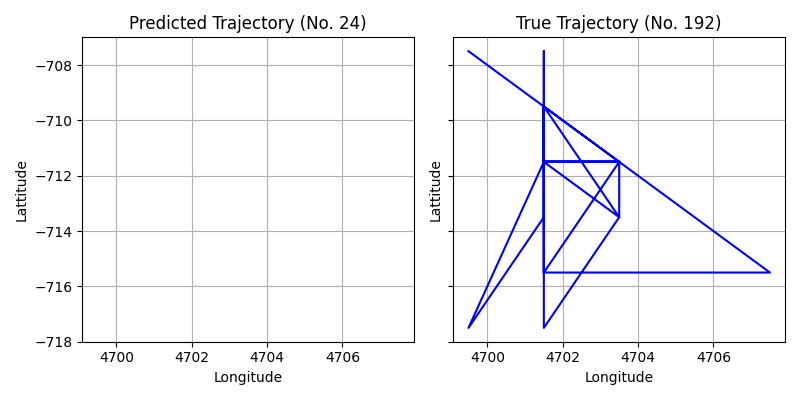 Predicted Trajectory (No. 24)
True Trajectory (No. 192)
−708
−710
−712
−714
−716
−718
Lattitude
Lattitude
4700 4702 4704 4706
4700 4702 4704 4706
Longitude
Longitude